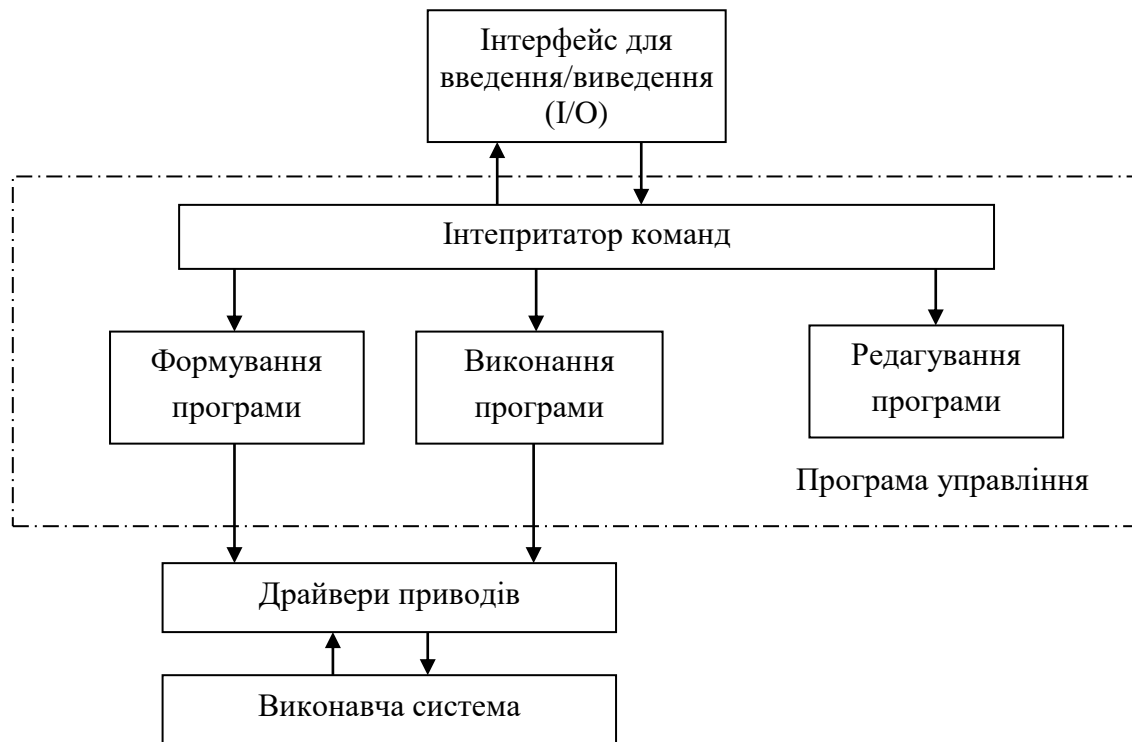 Інтерфейс для
введення/виведення
(I/O)
Інтепритатор команд
Формування
програми
Виконання
програми
Редагування
програми
Програма управління
Драйвери приводів
Виконавча система